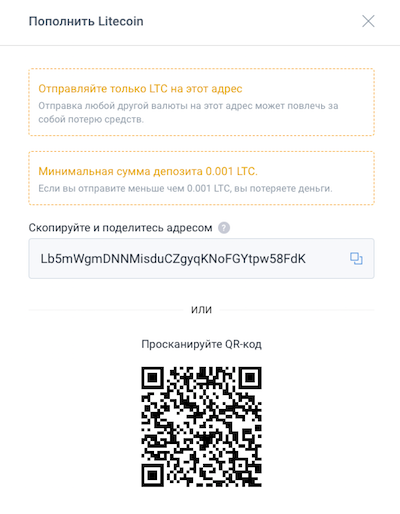 Пополнить Litecoin
Отправляйте только LTC на этот адрес
Отправка любой другой валюты на этот адрес может повлечь за
собой потерю средств.
Минимальная сумма депозита 0.001 LTC.
Если вы отправите меньше чем 0.001 LTC, вы потеряете деньги.
Скопируйте и поделитесь адресом ?
Lb5mWgmDNNMisduCZgyqKNoFGYtpw58FdK
или
Просканируйте QR-код